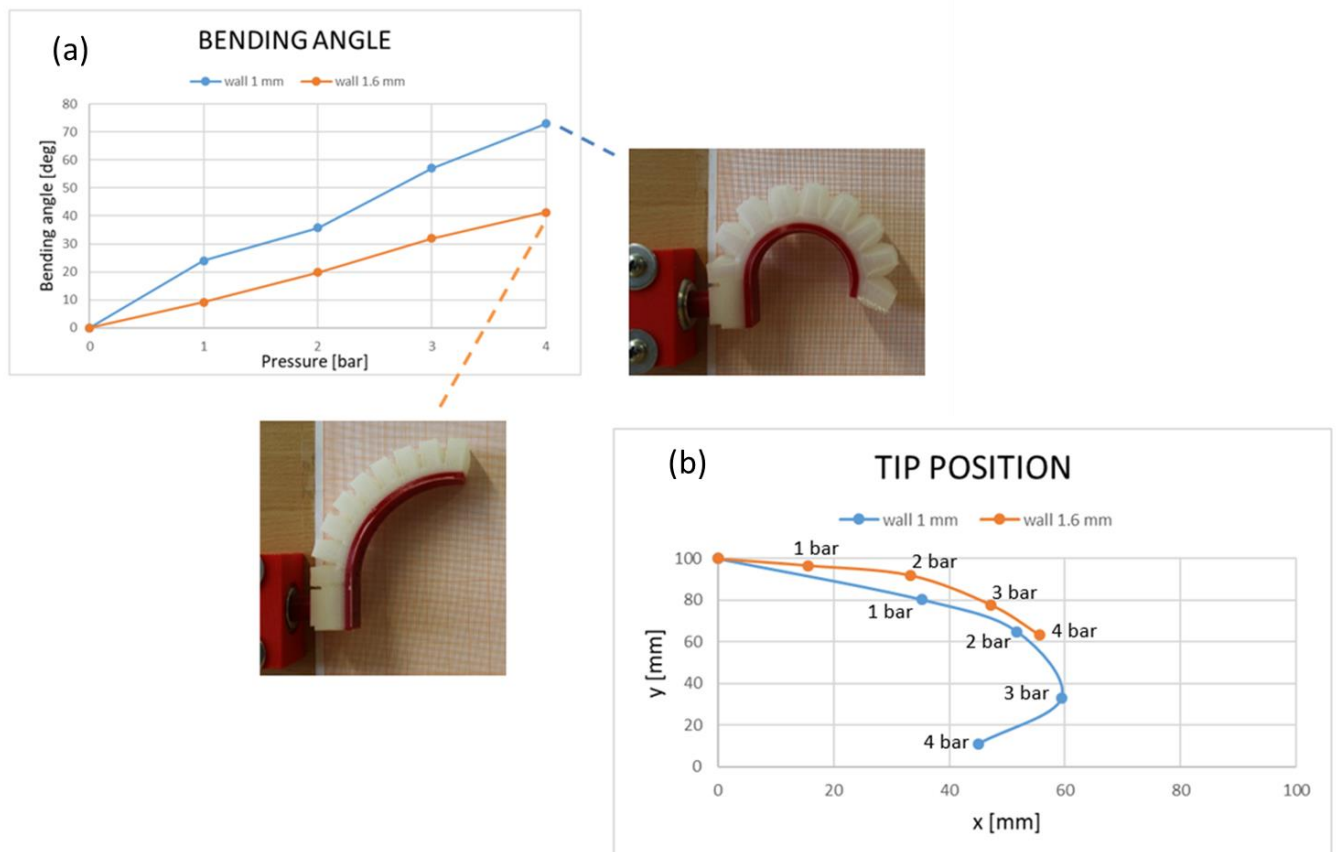 (a)
BENDING ANGLE
wall 1 mm wall 1.6 mm
Bending angle [deg]
80
70
60
50
40
30
20
10
0
0 1 2 3 4
Pressure [bar]
(b)
TIP POSITION
wall 1 mm wall 1.6 mm
y [mm]
100
80
60
40
20
0
1 bar
2 bar
3 bar
4 bar
1 bar
2 bar
3 bar
4 bar
0 20 40 60 80 100
x [mm]